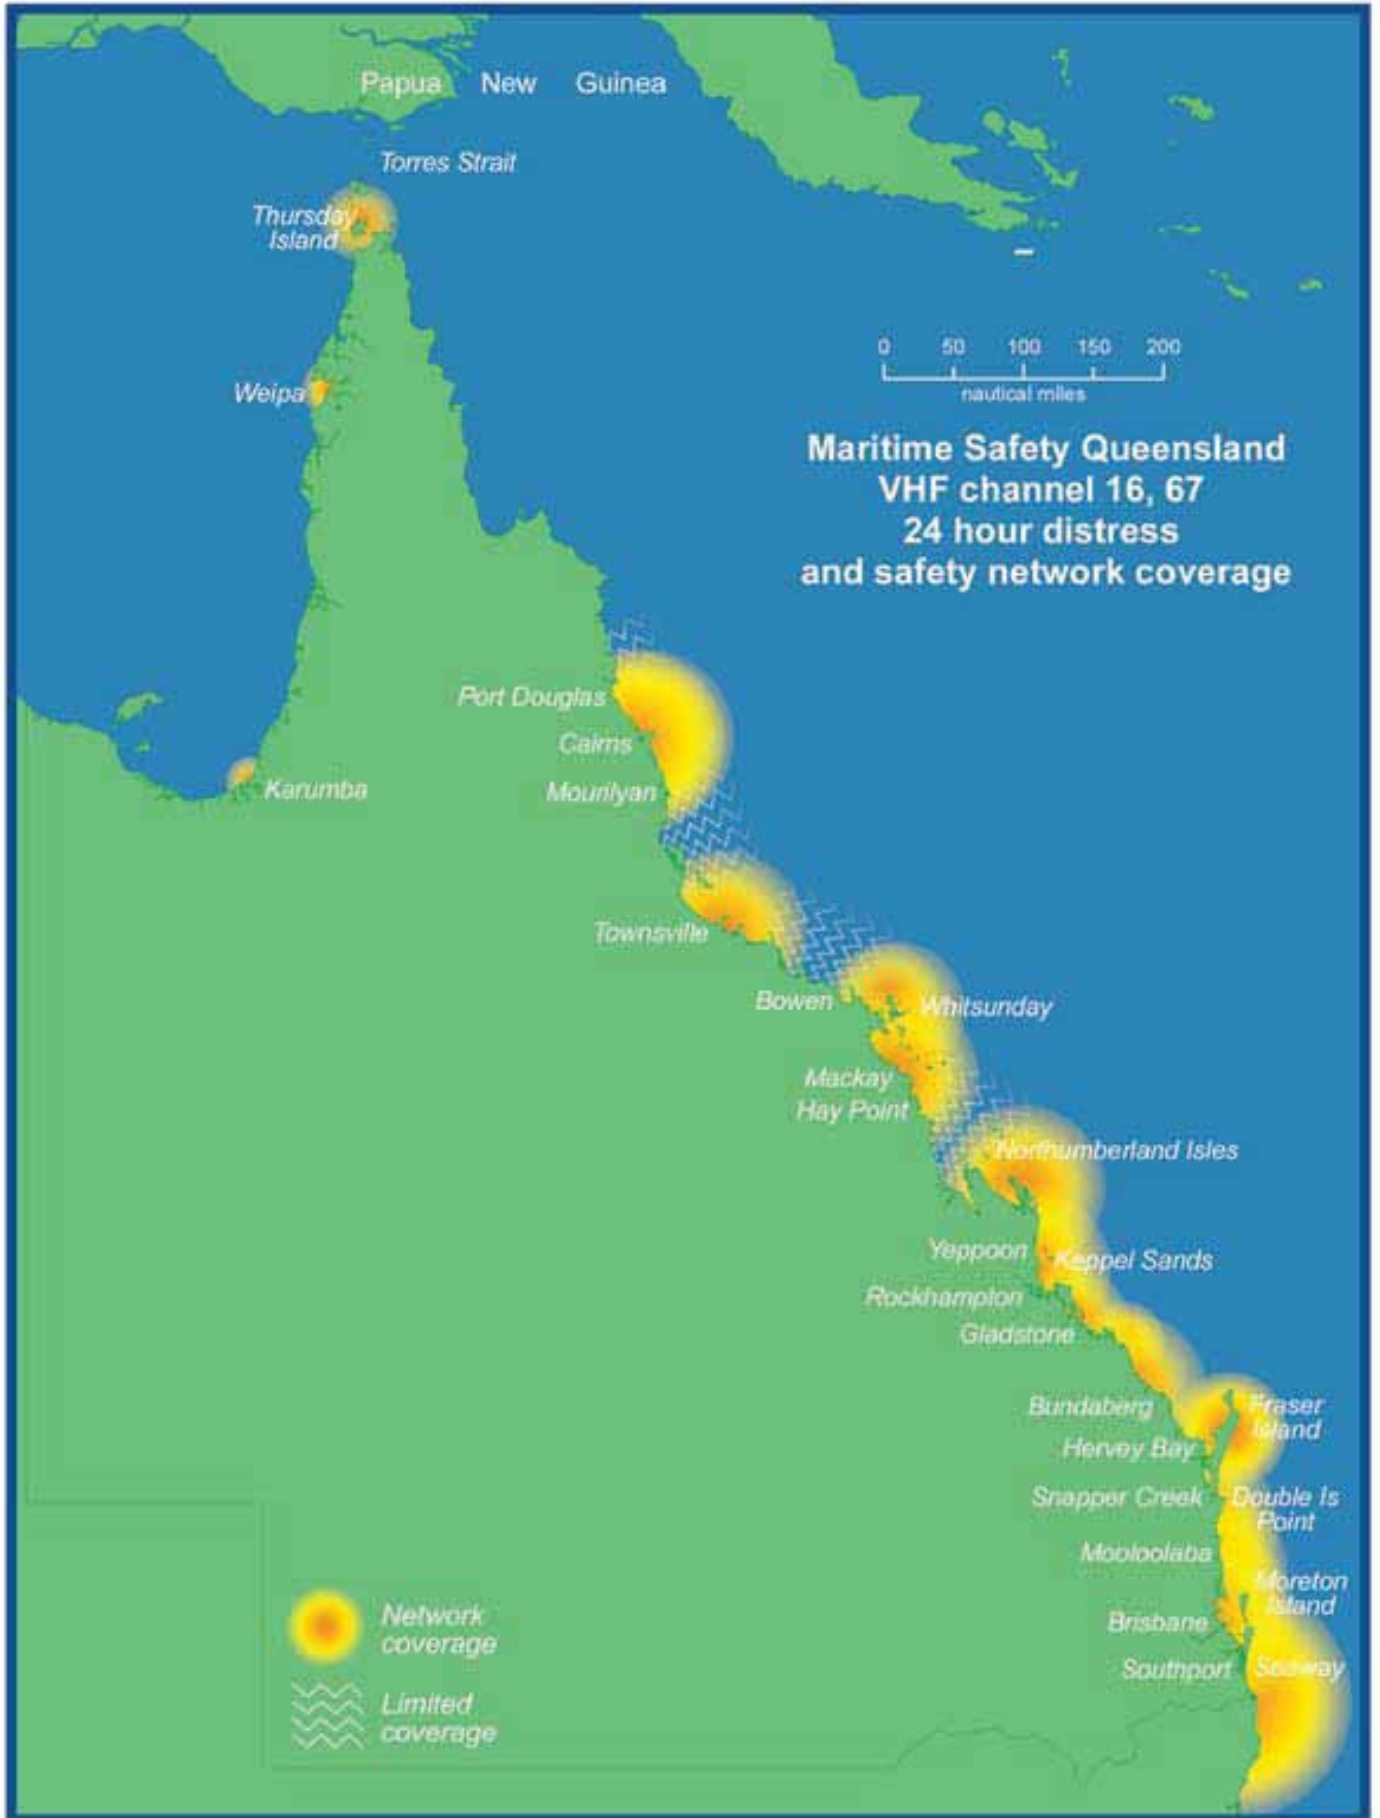 Papua New Guinea
Torres Strait
Thursday
Island
Weipa
0 50 100 150 200
nautical miles
Maritime Safety Queensland
VHF channel 16, 67
24 hour distress
and safety network coverage
Port Douglas
Cairns
Mourilyan
Karumba
Townsville
Bowen
Whitsunday
Mackay
Hay Point
Northumberland Isles
Yeppoon
Keppel Sands
Rockhampton
Gladstone
Bundaberg
Fraser
Island
Hervey Bay
Snapper Creek
Double Is
Point
Mooloolaba
Moreton
Island
Brisbane
Southport
Seaway
Network
coverage
Limited
coverage